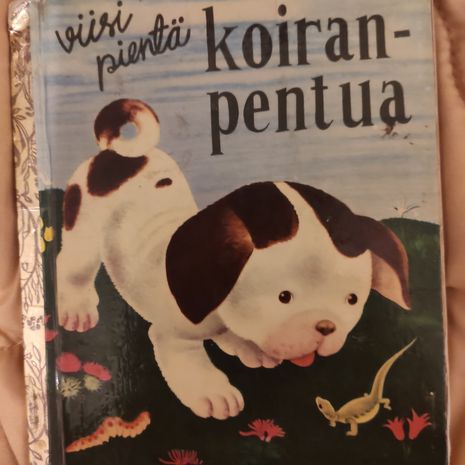 viisi
pientä
koiran-
pentua